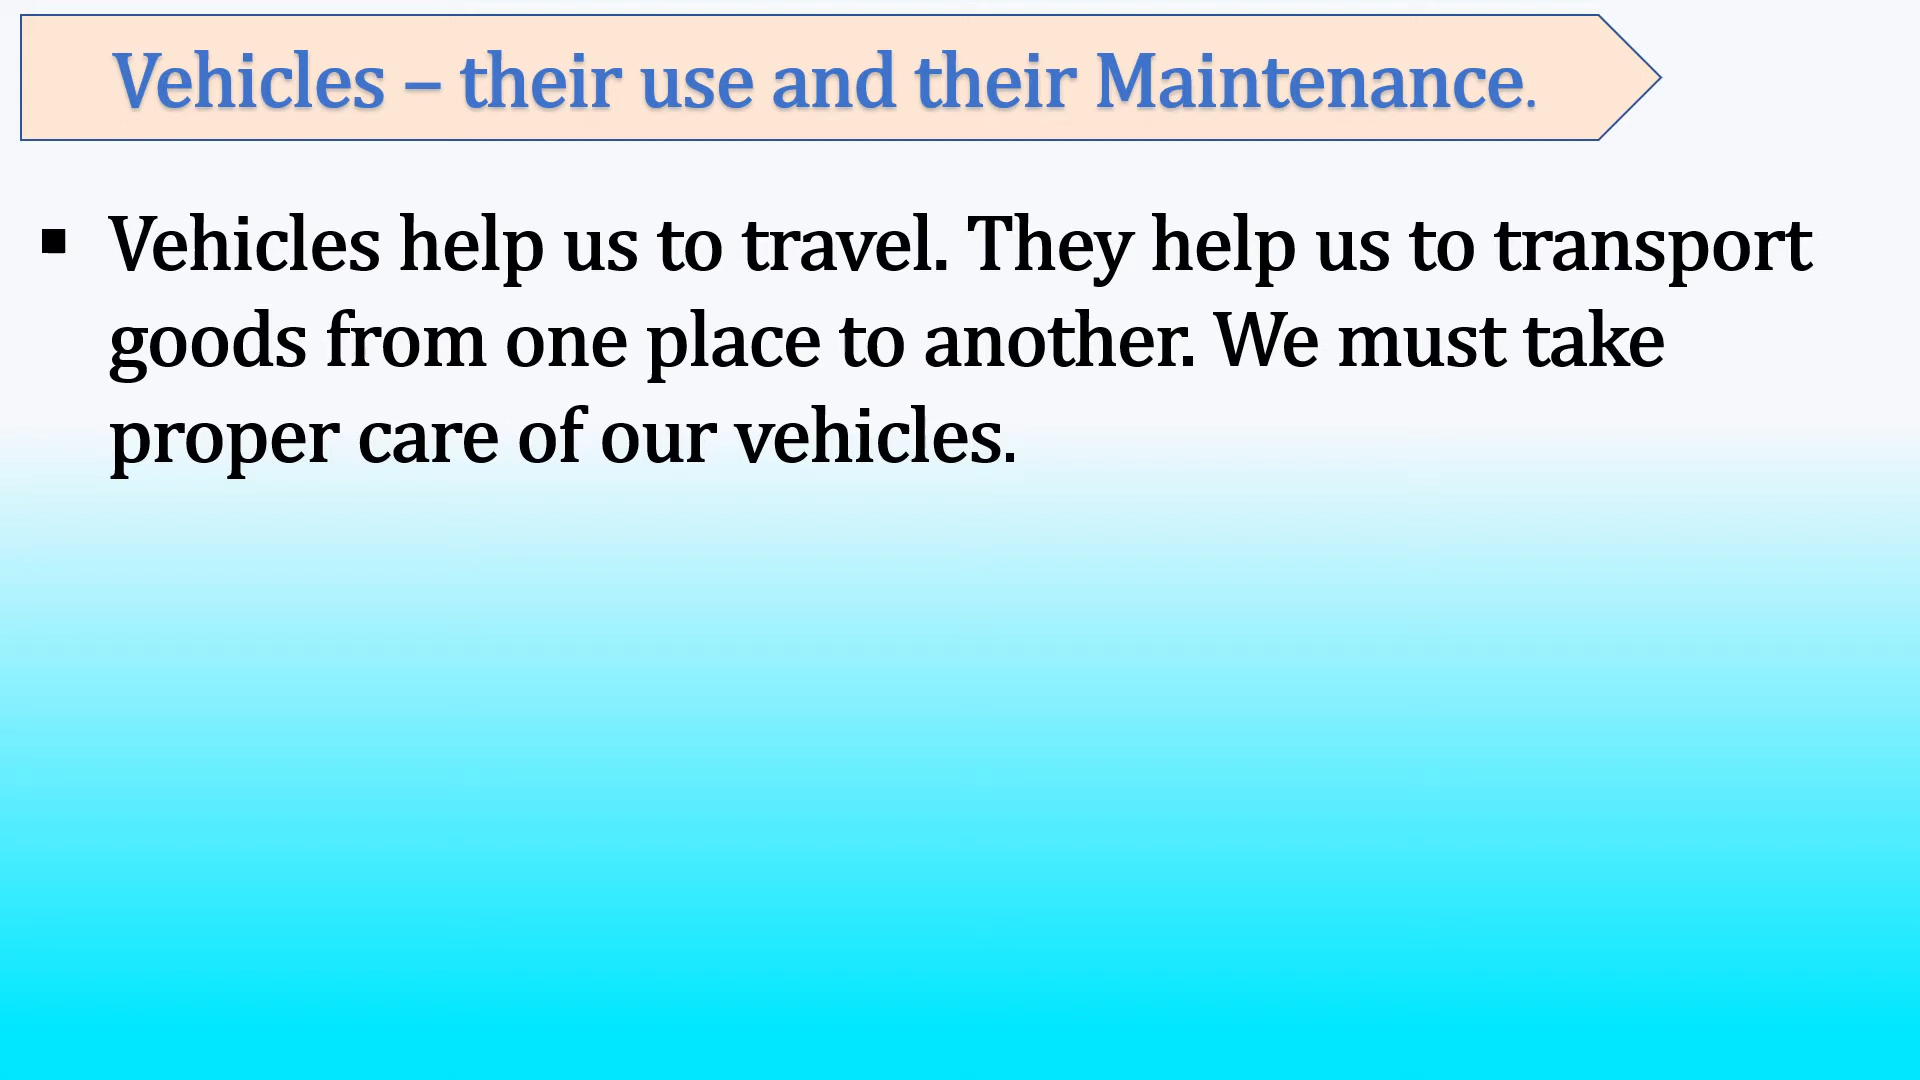 Vehicles – their use and their Maintenance.
▪ Vehicles help us to travel. They help us to transport
goods from one place to another. We must take
proper care of our vehicles.